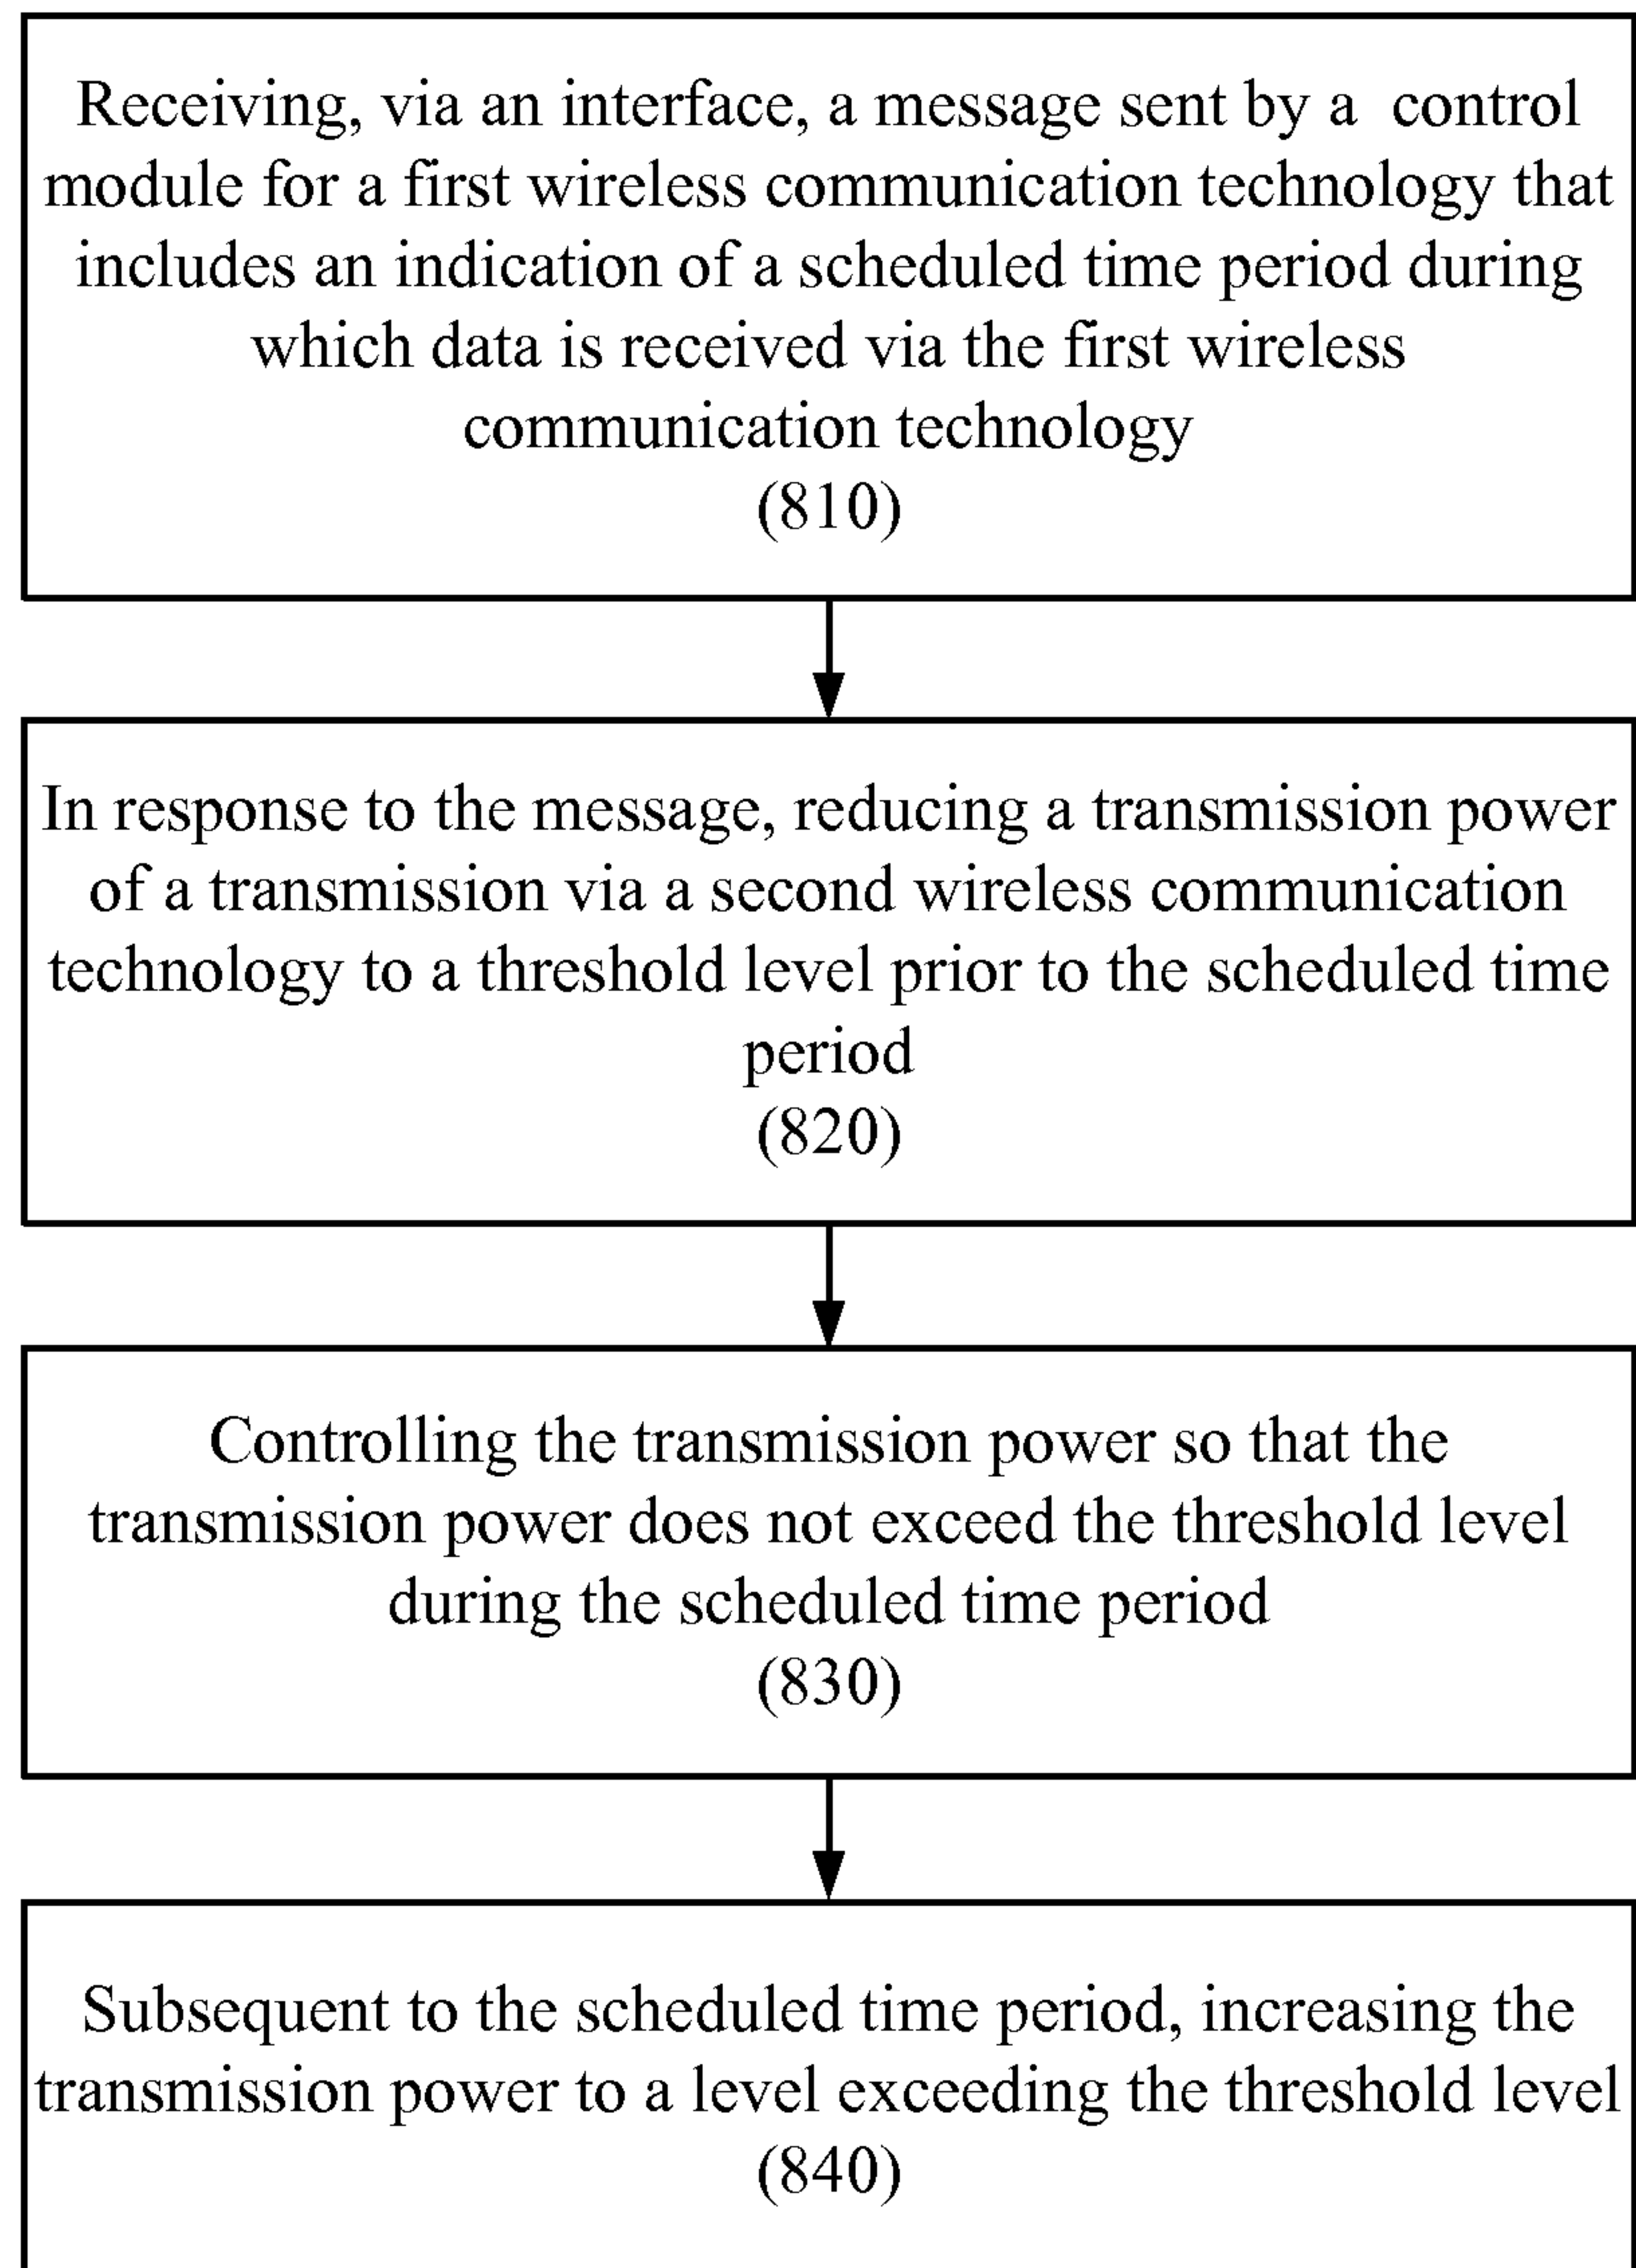 Receiving, via an interface, a message sent by a control
module for a first wireless communication technology that
includes an indication of a scheduled time period during
which data is received via the first wireless
communication technology
(810)
In response to the message, reducing a transmission power
of a transmission via a second wireless communication
technology to a threshold level prior to the scheduled time
period
(820)
Controlling the transmission power so that the
transmission power does not exceed the threshold level
during the scheduled time period
(830)
Subsequent to the scheduled time period, increasing the
transmission power to a level exceeding the threshold level
(840)